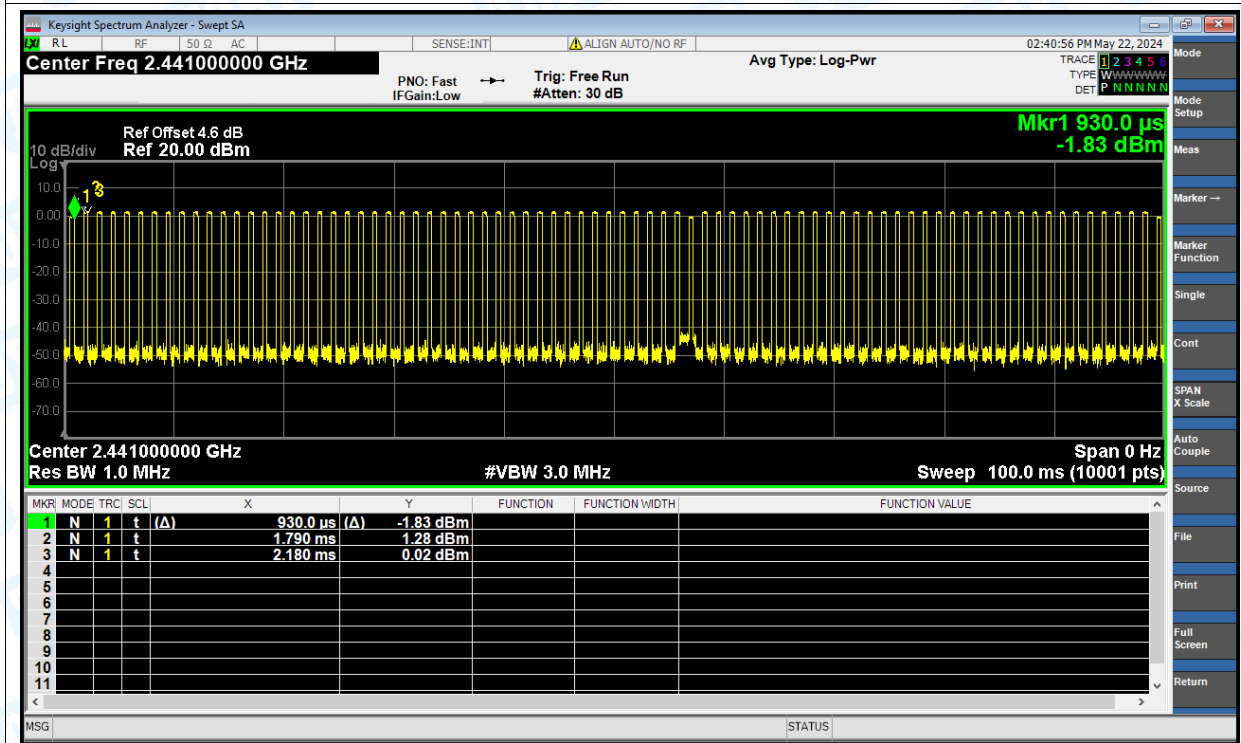 Keysight Spectrum Analyzer - Swept SA
LXI RL RF 50 Ω AC SENSE:INT ALIGN AUTO/NO RF 02:40:56 PM May 22, 2024
Center Freq 2.441000000 GHz
PNO: Fast
IFGain:Low
Trig: Free Run
#Atten: 30 dB
Avg Type: Log-Pwr
TRACE 1 2 3 4 5 6
TYPE WWWWWW
DET P N N N N N
Mkr1 930.0 µs
-1.83 dBm
Ref Offset 4.6 dB
10 dB/div Ref 20.00 dBm
Log
10.0
0.00
-10.0
-20.0
-30.0
-40.0
-50.0
-60.0
-70.0
1
2
3
Center 2.441000000 GHz Span 0 Hz
Res BW 1.0 MHz #VBW 3.0 MHz Sweep 100.0 ms (10001 pts)
MKR MODE TRC SCL X Y FUNCTION FUNCTION WIDTH FUNCTION VALUE
1 N 1 t (Δ) 930.0 µs (Δ) -1.83 dBm
2 N 1 t 1.790 ms 1.28 dBm
3 N 1 t 2.180 ms 0.02 dBm
4
5
6
7
8
9
10
11
MSG STATUS
Mode
Mode
Setup
Meas
Marker →
Marker
Function
Single
Cont
SPAN
X Scale
Auto
Couple
Source
File
Print
Full
Screen
Return